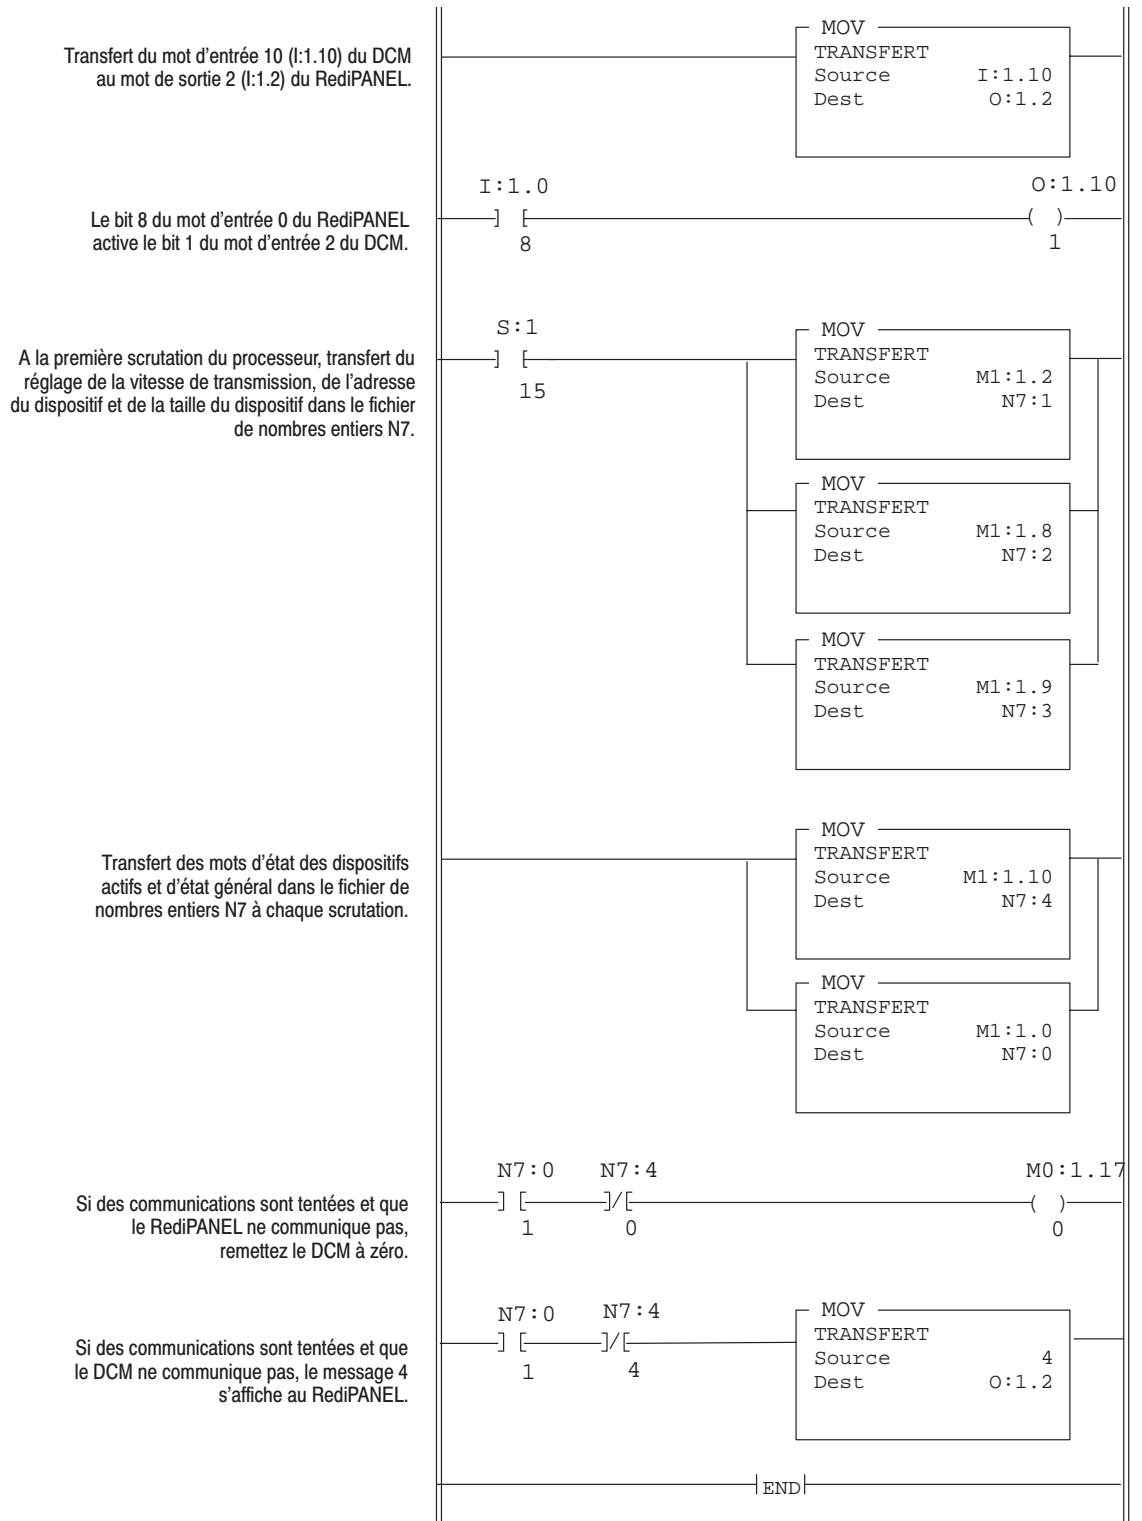 Transfert du mot d'entrée 10 (I:1.10) du DCM
au mot de sortie 2 (I:1.2) du RediPANEL.
MOV
TRANSFERT
Source I:1.10
Dest O:1.2
Le bit 8 du mot d'entrée 0 du RediPANEL
active le bit 1 du mot d'entrée 2 du DCM.
I:1.0
] [
8
O:1.10
( )
1
A la première scrutation du processeur, transfert du
réglage de la vitesse de transmission, de l'adresse
du dispositif et de la taille du dispositif dans le fichier
de nombres entiers N7.
S:1
] [
15
MOV
TRANSFERT
Source M1:1.2
Dest N7:1
MOV
TRANSFERT
Source M1:1.8
Dest N7:2
MOV
TRANSFERT
Source M1:1.9
Dest N7:3
Transfert des mots d'état des dispositifs
actifs et d'état général dans le fichier de
nombres entiers N7 à chaque scrutation.
MOV
TRANSFERT
Source M1:1.10
Dest N7:4
MOV
TRANSFERT
Source M1:1.0
Dest N7:0
Si des communications sont tentées et que
le RediPANEL ne communique pas,
remettez le DCM à zéro.
N7:0 N7:4 M0:1.17
] [ ]/[ ( )
1 0 0
Si des communications sont tentées et que
le DCM ne communique pas, le message 4
s'affiche au RediPANEL.
N7:0 N7:4
] [ ]/[
1 4
MOV
TRANSFERT
Source 4
Dest O:1.2
END